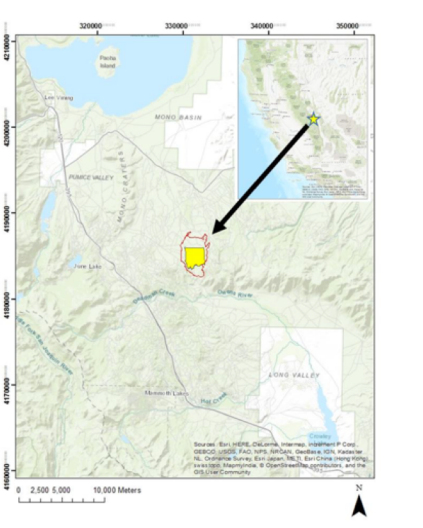 320000 330000 340000 350000
4210000
4200000
4190000
4180000
4170000
4160000
Paoha
Island
Lee Vining
MONO BASIN
PUMICE VALLEY
MONO CRATERS
June Lake
Owens River
LONG VALLEY
Mammoth Lakes
Hot Creek
Crowley
Sources: Esri, HERE, DeLorme, Intermap, increment P Corp.,
GEBCO, USGS, FAO, NPS, NRCAN, GeoBase, IGN, Kadaster
NL, Ordnance Survey, Esri Japan, METI, Esri China (Hong Kong),
swisstopo, MapmyIndia, © OpenStreetMap contributors, and the
GIS User Community
0 2,500 5,000 10,000 Meters
N